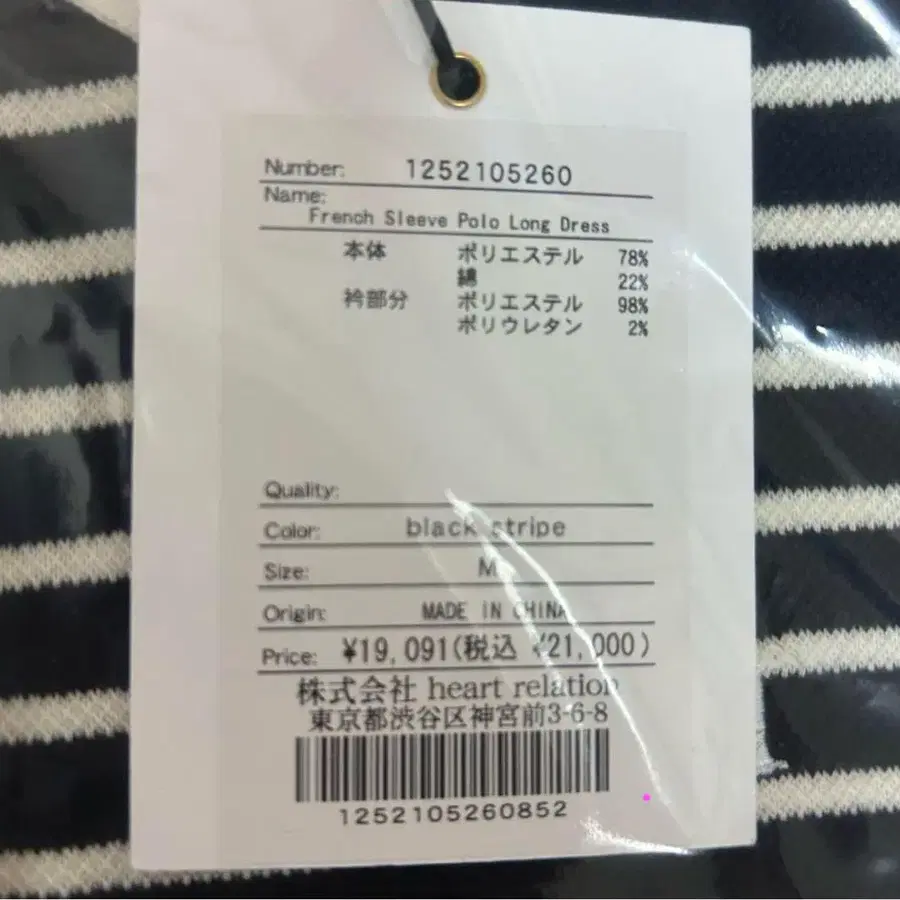 Number: 1252105260
Name:
French Sleeve Polo Long Dress
本体 ポリエステル 78%
綿 22%
衿部分 ポリエステル 98%
ポリウレタン 2%
Quality:
Color: black stripe
Size: M
Origin: MADE IN CHINA
Price: ¥19,091(税込 ¥21,000)
株式会社 heart relation
東京都渋谷区神宮前3-6-8
1252105260852